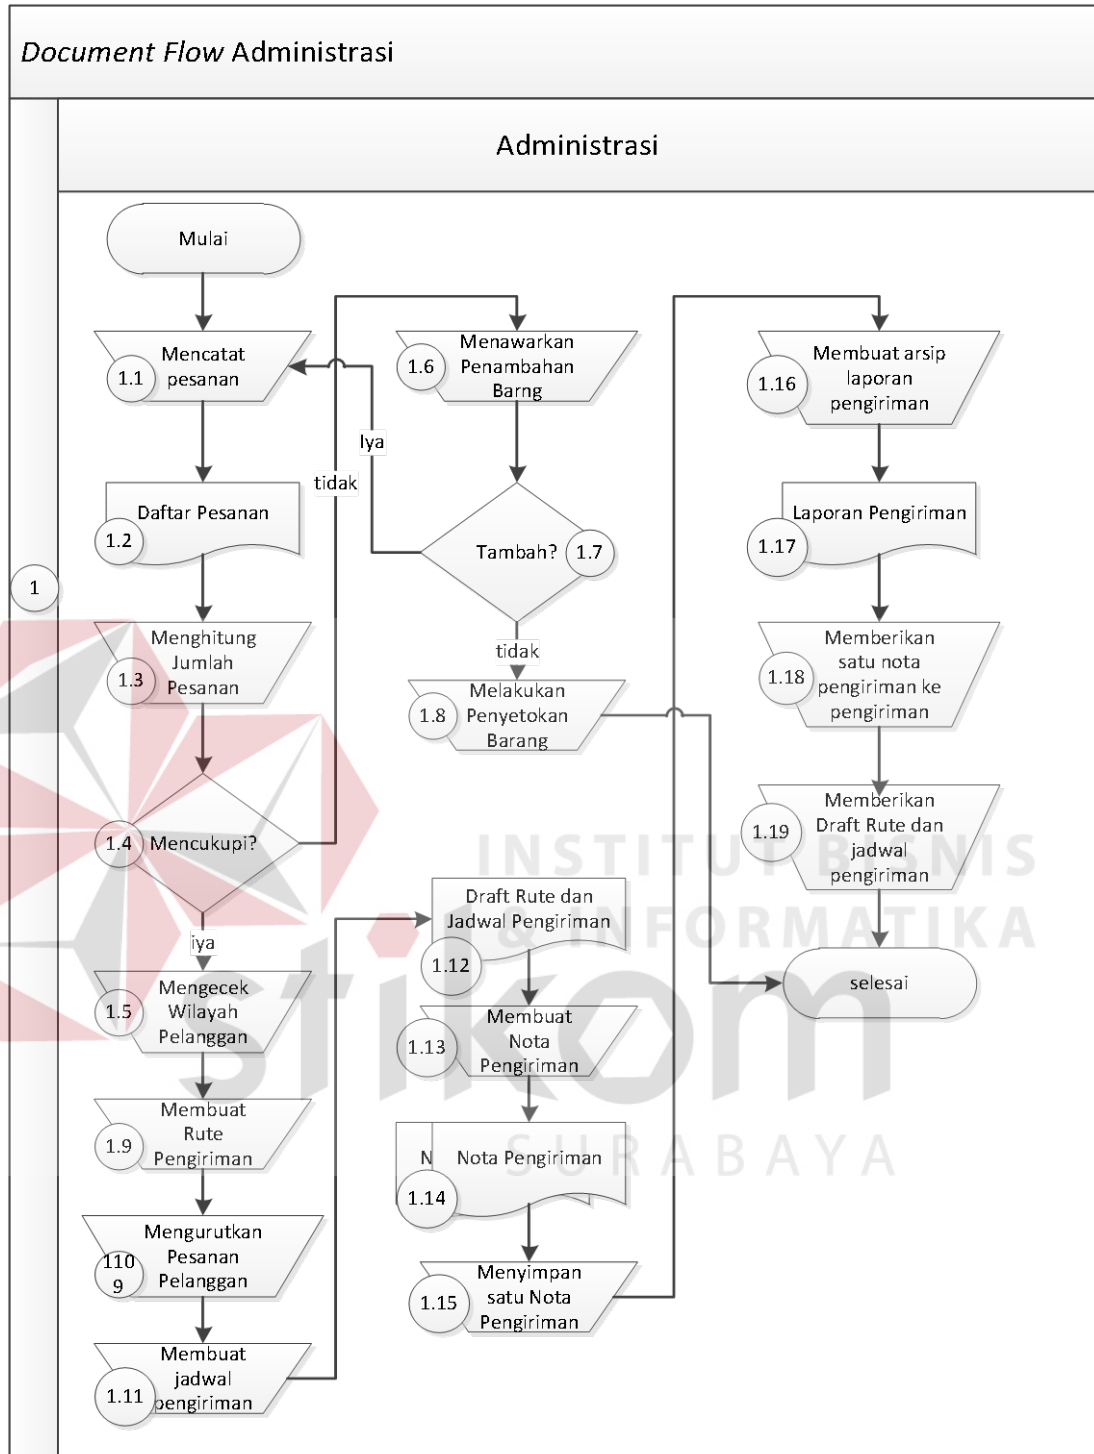 Document Flow Administrasi
Administrasi
1
Mulai
Mencatat
pesanan
1.1
Daftar Pesanan
1.2
Menghitung
Jumlah
Pesanan
1.3
Mencukupi?
1.4
tidak
iya
Mengecek
Wilayah
Pelanggan
1.5
Membuat
Rute
Pengiriman
1.9
Mengurutkan
Pesanan
Pelanggan
110
9
Membuat
jadwal
pengiriman
1.11
Menawarkan
Penambahan
Barng
1.6
Iya
Tambah?
1.7
tidak
Melakukan
Penyetokan
Barang
1.8
Draft Rute dan
Jadwal Pengiriman
1.12
Membuat
Nota
Pengiriman
1.13
N
Nota Pengiriman
1.14
Menyimpan
satu Nota
Pengiriman
1.15
Membuat arsip
laporan
pengiriman
1.16
Laporan Pengiriman
1.17
Memberikan
satu nota
pengiriman ke
pengiriman
1.18
Memberikan
Draft Rute dan
jadwal
pengiriman
1.19
selesai
INSTITUT BISNIS
& INFORMATIKA
stikom
SURABAYA